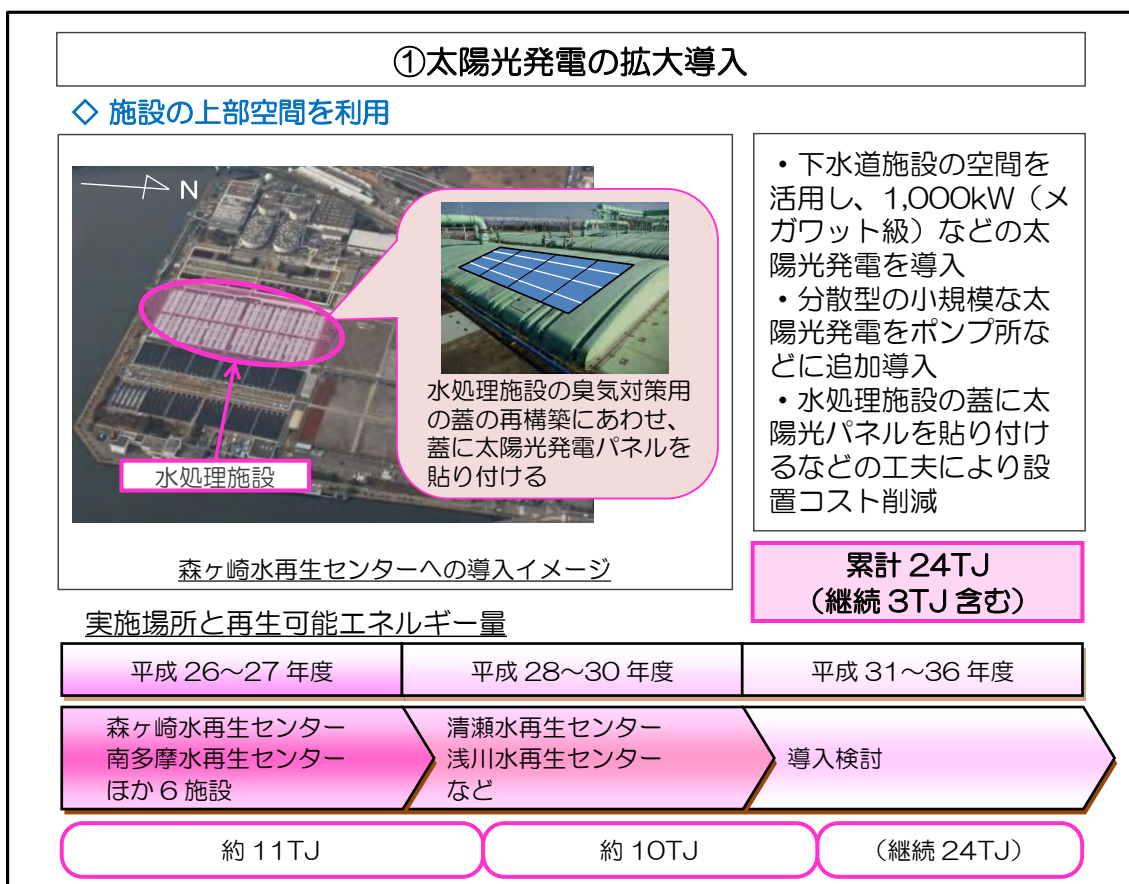 ①太陽光発電の拡大導入
◇ 施設の上部空間を利用
N
水処理施設の臭気対策用
の蓋の再構築にあわせ、
蓋に太陽光発電パネルを
貼り付ける
水処理施設
森ヶ崎水再生センターへの導入イメージ
・下水道施設の空間を
活用し、1,000kW（メ
ガワット級）などの太
陽光発電を導入
・分散型の小規模な太
陽光発電をポンプ所な
どに追加導入
・水処理施設の蓋に太
陽光パネルを貼り付け
るなどの工夫により設
置コスト削減
累計 24TJ
（継続 3TJ 含む）
実施場所と再生可能エネルギー量
平成 26～27 年度
平成 28～30 年度
平成 31～36 年度
森ヶ崎水再生センター
南多摩水再生センター
ほか 6 施設
清瀬水再生センター
浅川水再生センター
など
導入検討
約 11TJ
約 10TJ
（継続 24TJ）